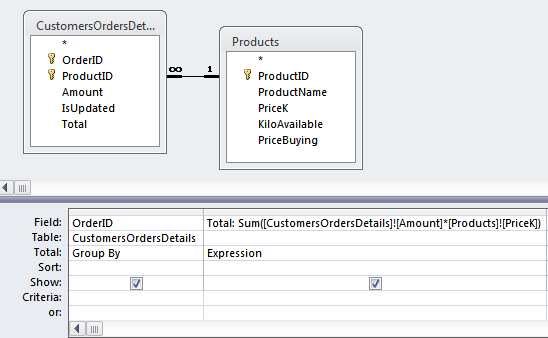 CustomersOrdersDet...
*
OrderID
ProductID
Amount
IsUpdated
Total
∞ 1
Products
*
ProductID
ProductName
PriceK
KiloAvailable
PriceBuying
Field: OrderID Total: Sum([CustomersOrdersDetails]![Amount]*[Products]![PriceK])
Table: CustomersOrdersDetails
Total: Group By Expression
Sort:
Show:
Criteria:
or: